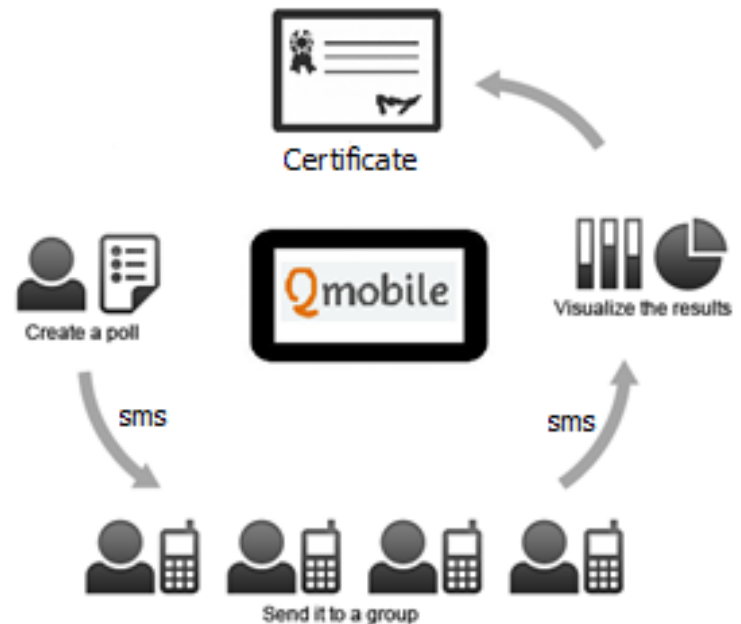 Certificate
Qmobile
Create a poll
Visualize the results
sms
sms
Send it to a group